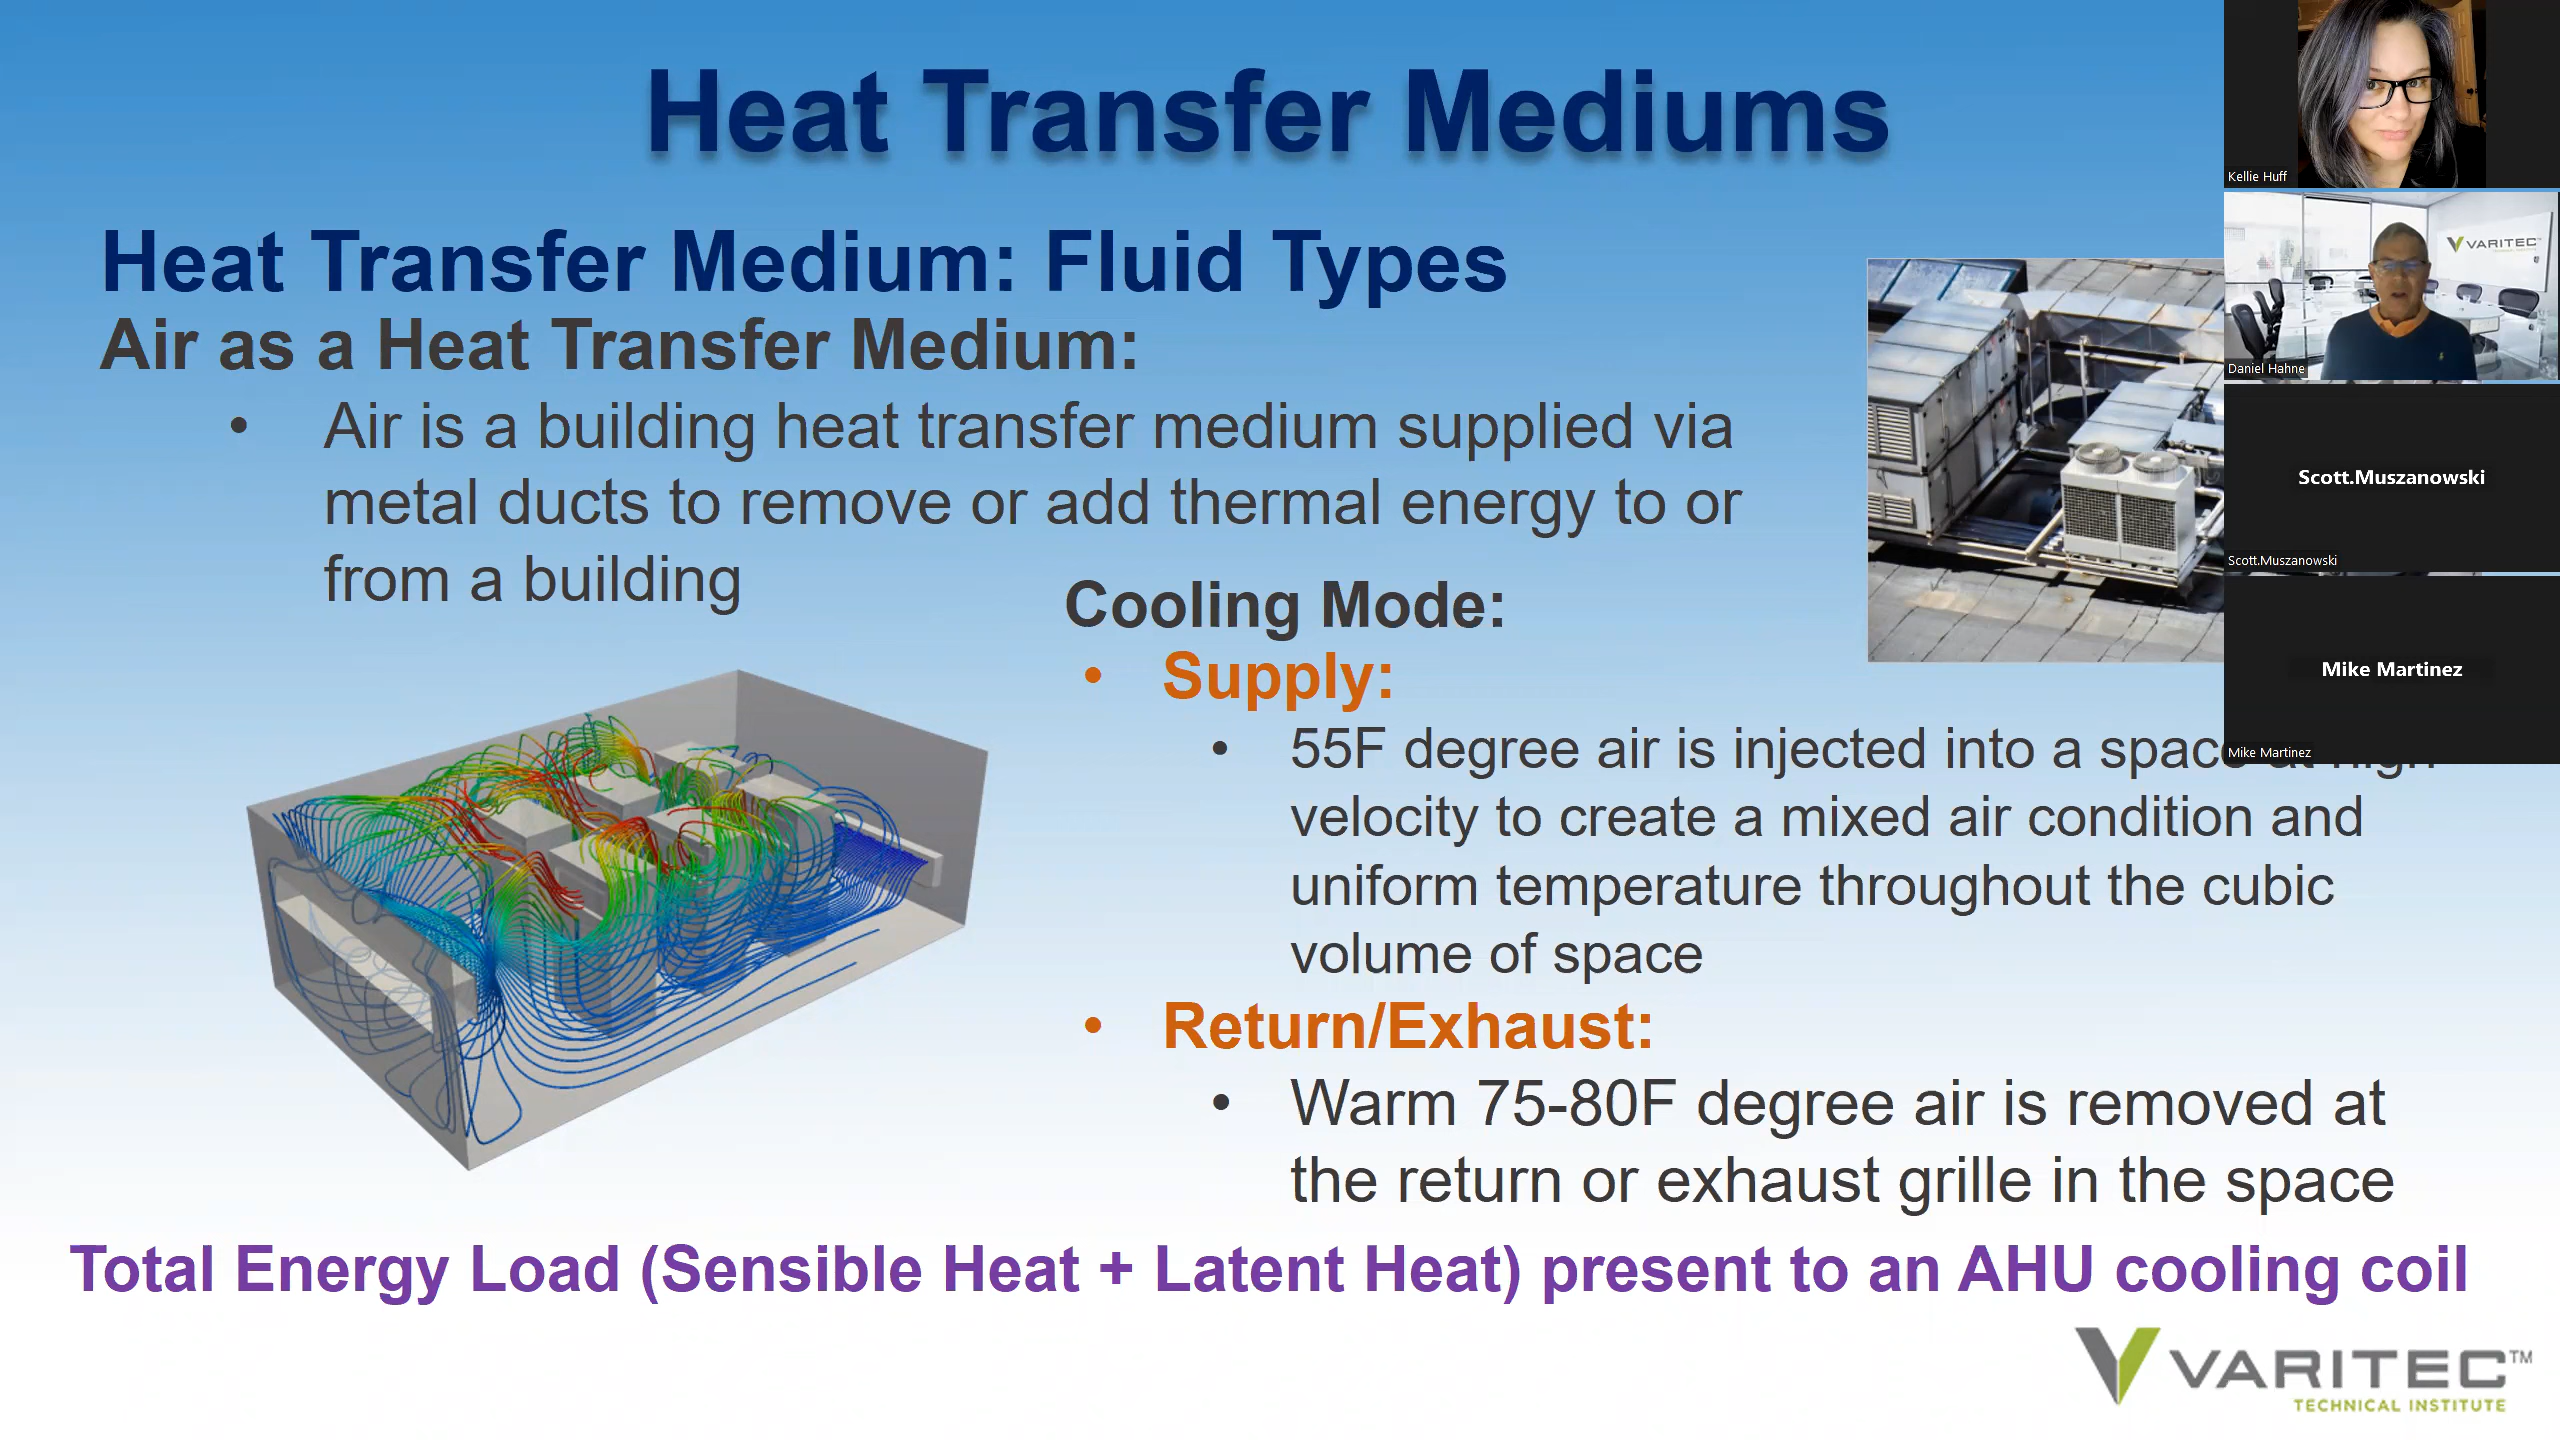 Heat Transfer Mediums
Heat Transfer Medium: Fluid Types
Air as a Heat Transfer Medium:
• Air is a building heat transfer medium supplied via
metal ducts to remove or add thermal energy to or
from a building
Cooling Mode:
• Supply:
• 55F degree air is injected into a space at high
velocity to create a mixed air condition and
uniform temperature throughout the cubic
volume of space
• Return/Exhaust:
• Warm 75-80F degree air is removed at
the return or exhaust grille in the space
Total Energy Load (Sensible Heat + Latent Heat) present to an AHU cooling coil
VARITEC™
TECHNICAL INSTITUTE
Kellie Huff
VARITEC
Daniel Hahne
Scott.Muszanowski
Scott.Muszanowski
Mike Martinez
Mike Martinez